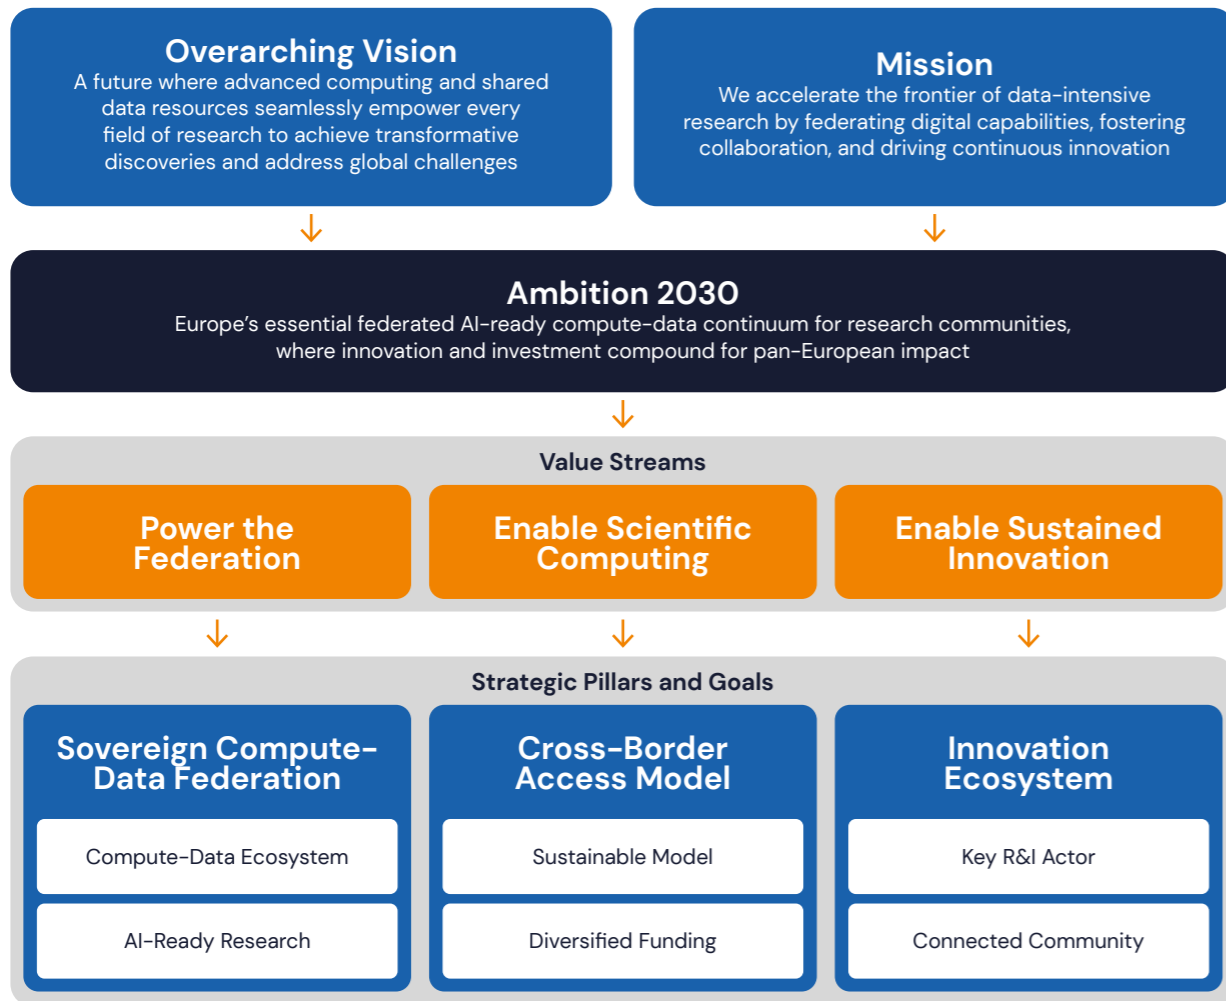 Overarching Vision
A future where advanced computing and shared
data resources seamlessly empower every
field of research to achieve transformative
discoveries and address global challenges
Mission
We accelerate the frontier of data-intensive
research by federating digital capabilities, fostering
collaboration, and driving continuous innovation
Ambition 2030
Europe’s essential federated AI-ready compute-data continuum for research communities,
where innovation and investment compound for pan-European impact
Value Streams
Power the
Federation
Enable Scientific
Computing
Enable Sustained
Innovation
Strategic Pillars and Goals
Sovereign Compute-
Data Federation
Compute-Data Ecosystem
AI-Ready Research
Cross-Border
Access Model
Sustainable Model
Diversified Funding
Innovation
Ecosystem
Key R&I Actor
Connected Community